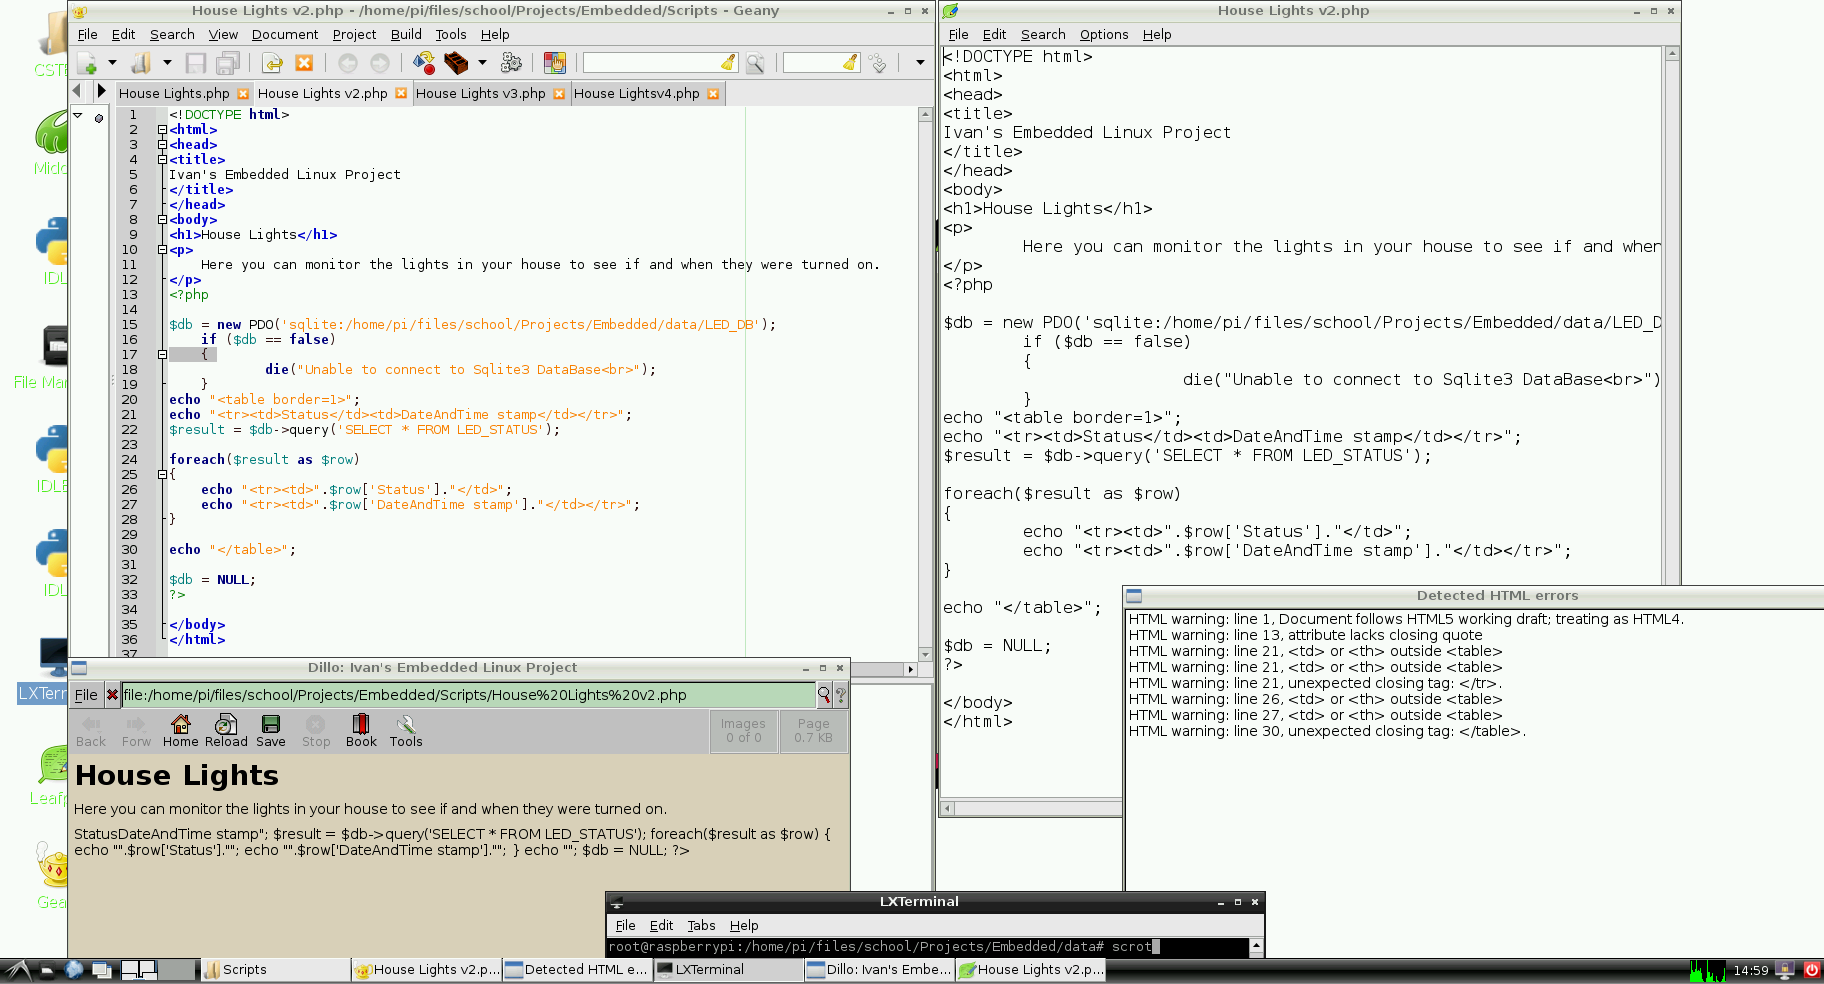 House Lights v2.php - /home/pi/files/school/Projects/Embedded/Scripts - Geany
File Edit Search View Document Project Build Tools Help
House Lights.php House Lights v2.php House Lights v3.php House Lightsv4.php
1 <!DOCTYPE html>
2 <html>
3 <head>
4 <title>
5 Ivan's Embedded Linux Project
6 </title>
7 </head>
8 <body>
9 <h1>House Lights</h1>
10 <p>
11 Here you can monitor the lights in your house to see if and when they were turned on.
12 </p>
13 <?php
14
15 $db = new PDO('sqlite:/home/pi/files/school/Projects/Embedded/data/LED_DB');
16 if ($db == false)
17 {
18 die("Unable to connect to Sqlite3 DataBase<br>");
19 }
20 echo "<table border=1>";
21 echo "<tr><td>Status</td><td>DateAndTime stamp</td></tr>";
22 $result = $db->query('SELECT * FROM LED_STATUS');
23
24 foreach($result as $row)
25 {
26 echo "<tr><td>".$row['Status']."</td>";
27 echo "<tr><td>".$row['DateAndTime stamp']."</td></tr>";
28 }
29
30 echo "</table>";
31
32 $db = NULL;
33 ?>
34
35 </body>
36 </html>
37
House Lights v2.php
File Edit Search Options Help
<!DOCTYPE html>
<html>
<head>
<title>
Ivan's Embedded Linux Project
</title>
</head>
<body>
<h1>House Lights</h1>
<p>
Here you can monitor the lights in your house to see if and when
</p>
<?php
$db = new PDO('sqlite:/home/pi/files/school/Projects/Embedded/data/LED_D
if ($db == false)
{
die("Unable to connect to Sqlite3 DataBase<br>")
}
echo "<table border=1>";
echo "<tr><td>Status</td><td>DateAndTime stamp</td></tr>";
$result = $db->query('SELECT * FROM LED_STATUS');
foreach($result as $row)
{
echo "<tr><td>".$row['Status']."</td>";
echo "<tr><td>".$row['DateAndTime stamp']."</td></tr>";
}
echo "</table>";
$db = NULL;
?>
</body>
</html>
Detected HTML errors
HTML warning: line 1, Document follows HTML5 working draft; treating as HTML4.
HTML warning: line 13, attribute lacks closing quote
HTML warning: line 21, <td> or <th> outside <table>
HTML warning: line 21, <td> or <th> outside <table>
HTML warning: line 21, unexpected closing tag: </tr>.
HTML warning: line 26, <td> or <th> outside <table>
HTML warning: line 27, <td> or <th> outside <table>
HTML warning: line 30, unexpected closing tag: </table>.
Dillo: Ivan's Embedded Linux Project
File file:/home/pi/files/school/Projects/Embedded/Scripts/House%20Lights%20v2.php ?
Back Forw Home Reload Save Stop Book Tools
Images
0 of 0
Page
0.7 KB
House Lights
Here you can monitor the lights in your house to see if and when they were turned on.
StatusDateAndTime stamp"; $result = $db->query('SELECT * FROM LED_STATUS'); foreach($result as $row) {
echo "".$row['Status'].""; echo "".$row['DateAndTime stamp'].""; } echo ""; $db = NULL; ?>
LXTerminal
File Edit Tabs Help
root@raspberrypi:/home/pi/files/school/Projects/Embedded/data# scrot
CSTE
Mido
IDL
File Mar
IDLE
IDL
LXTerr
Leafp
Gea
Scripts
House Lights v2.p...
Detected HTML e...
LXTerminal
Dillo: Ivan's Embe...
House Lights v2.p...
14:59